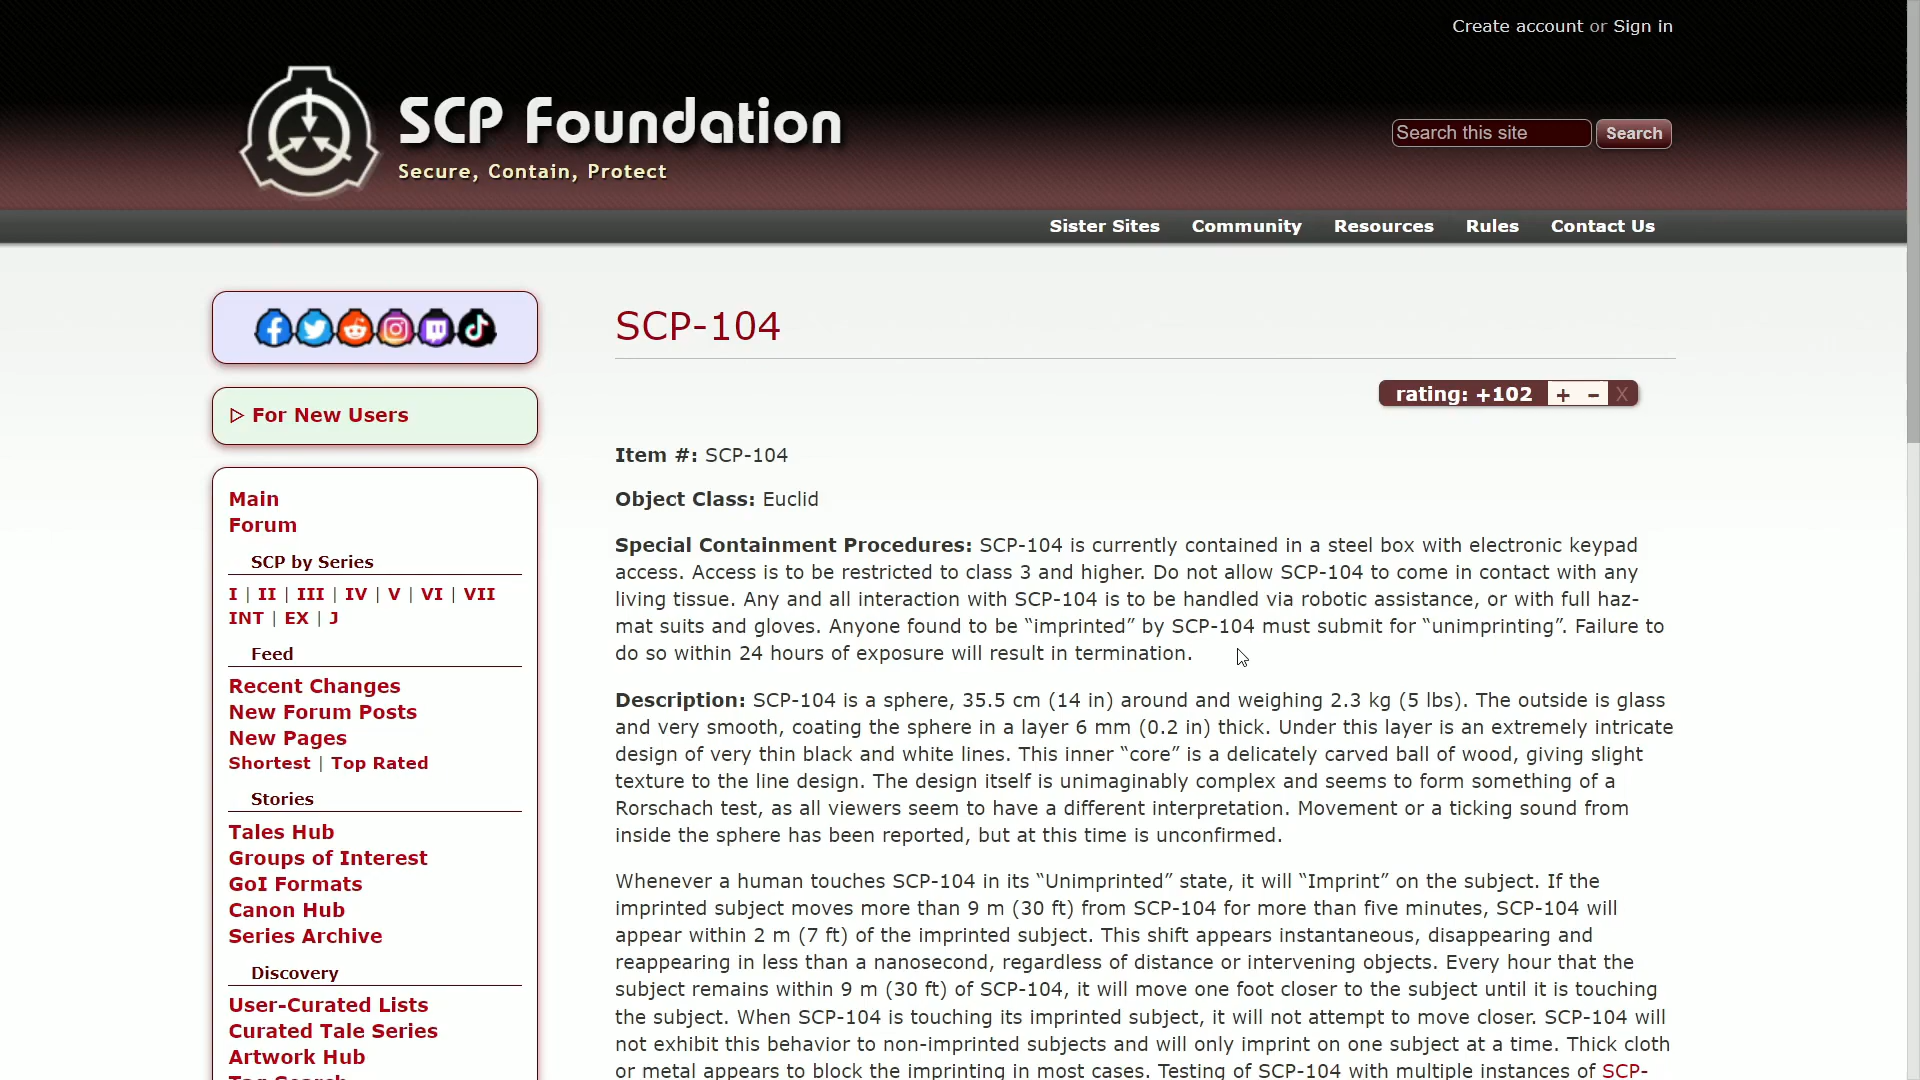 Create account or Sign in
SCP Foundation
Secure, Contain, Protect
Search this site
Search
Sister Sites
Community
Resources
Rules
Contact Us
▷ For New Users
Main
Forum
SCP by Series
I | II | III | IV | V | VI | VII
INT | EX | J
Feed
Recent Changes
New Forum Posts
New Pages
Shortest | Top Rated
Stories
Tales Hub
Groups of Interest
GoI Formats
Canon Hub
Series Archive
Discovery
User-Curated Lists
Curated Tale Series
Artwork Hub
Tag Search
SCP-104
rating: +102 + – X
Item #: SCP-104
Object Class: Euclid
Special Containment Procedures: SCP-104 is currently contained in a steel box with electronic keypad
access. Access is to be restricted to class 3 and higher. Do not allow SCP-104 to come in contact with any
living tissue. Any and all interaction with SCP-104 is to be handled via robotic assistance, or with full haz-
mat suits and gloves. Anyone found to be “imprinted” by SCP-104 must submit for “unimprinting”. Failure to
do so within 24 hours of exposure will result in termination.
Description: SCP-104 is a sphere, 35.5 cm (14 in) around and weighing 2.3 kg (5 lbs). The outside is glass
and very smooth, coating the sphere in a layer 6 mm (0.2 in) thick. Under this layer is an extremely intricate
design of very thin black and white lines. This inner “core” is a delicately carved ball of wood, giving slight
texture to the line design. The design itself is unimaginably complex and seems to form something of a
Rorschach test, as all viewers seem to have a different interpretation. Movement or a ticking sound from
inside the sphere has been reported, but at this time is unconfirmed.
Whenever a human touches SCP-104 in its “Unimprinted” state, it will “Imprint” on the subject. If the
imprinted subject moves more than 9 m (30 ft) from SCP-104 for more than five minutes, SCP-104 will
appear within 2 m (7 ft) of the imprinted subject. This shift appears instantaneous, disappearing and
reappearing in less than a nanosecond, regardless of distance or intervening objects. Every hour that the
subject remains within 9 m (30 ft) of SCP-104, it will move one foot closer to the subject until it is touching
the subject. When SCP-104 is touching its imprinted subject, it will not attempt to move closer. SCP-104 will
not exhibit this behavior to non-imprinted subjects and will only imprint on one subject at a time. Thick cloth
or metal appears to block the imprinting in most cases. Testing of SCP-104 with multiple instances of SCP-